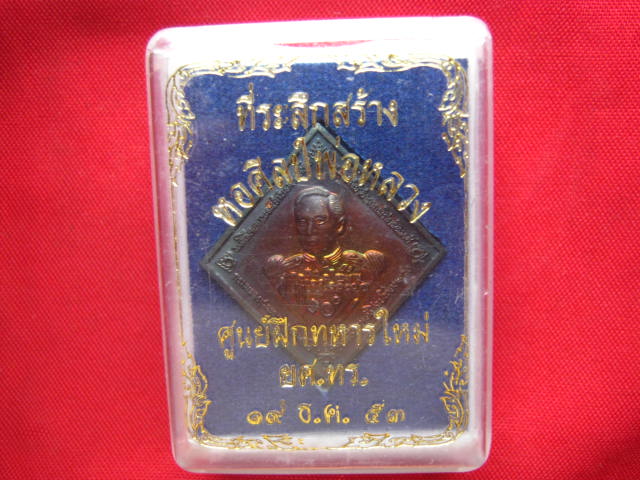 ที่ระลึกสร้าง
หอศิลป์พ่อหลวง
ศูนย์ฝึกทหารใหม่
ยศ.ทร.
๑๙ ธ.ค. ๕๓